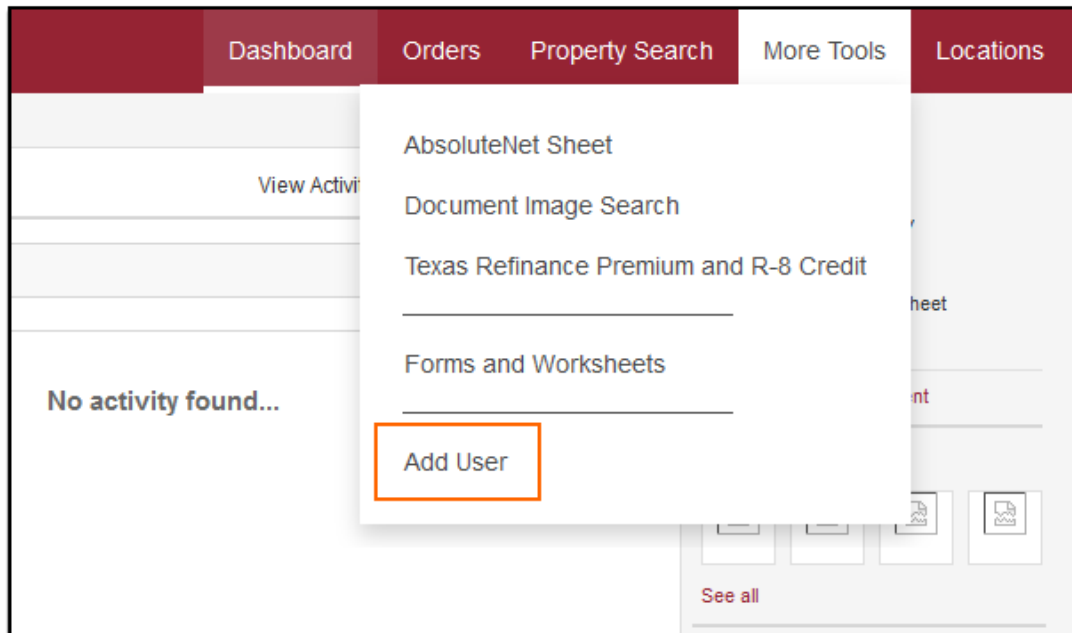 Dashboard Orders Property Search More Tools Locations
AbsoluteNet Sheet
View Activi
Document Image Search
Texas Refinance Premium and R-8 Credit
heet
Forms and Worksheets
No activity found...
nt
Add User
See all